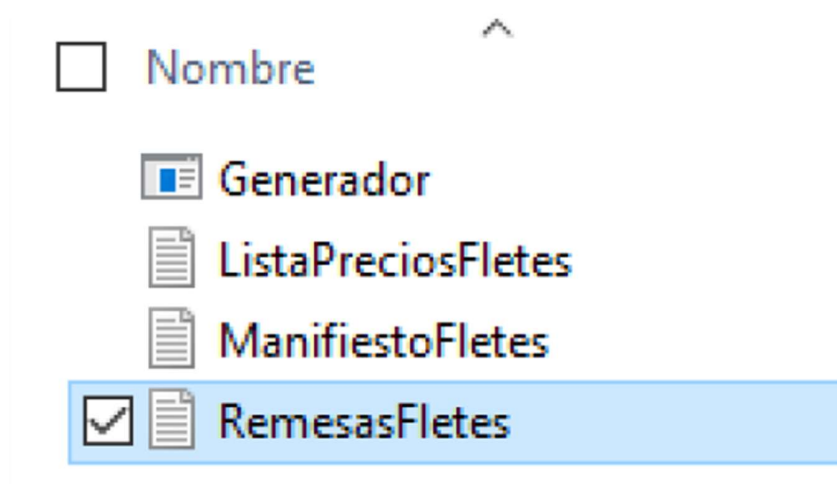 Nombre
Generador
ListaPreciosFletes
ManifiestoFletes
RemesasFletes